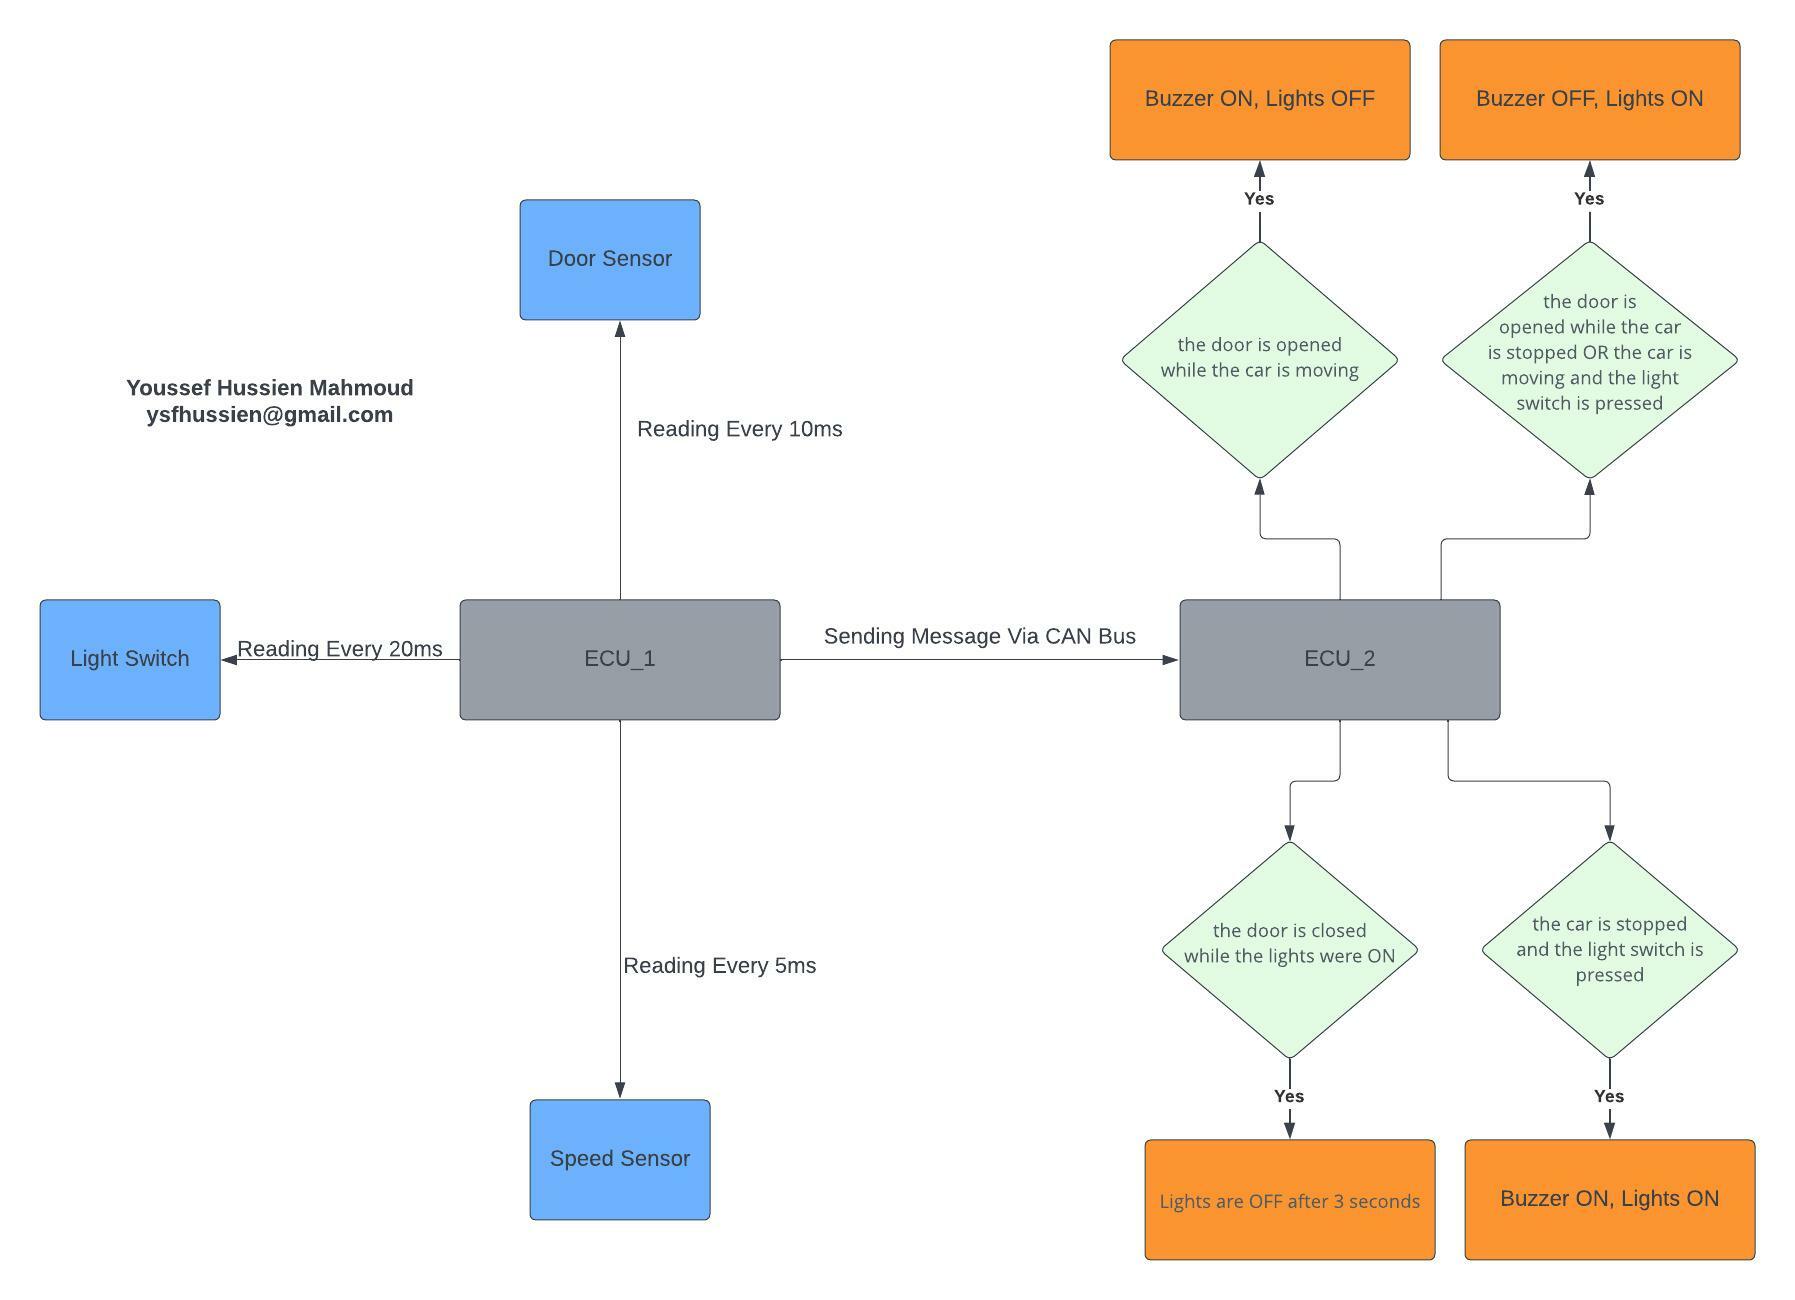 Buzzer ON, Lights OFF
Buzzer OFF, Lights ON
Yes
Yes
Door Sensor
the door is opened
while the car is moving
the door is
opened while the car
is stopped OR the car is
moving and the light
switch is pressed
Youssef Hussien Mahmoud
ysfhussien@gmail.com
Reading Every 10ms
Light Switch
Reading Every 20ms
ECU_1
Sending Message Via CAN Bus
ECU_2
Reading Every 5ms
the door is closed
while the lights were ON
the car is stopped
and the light switch is
pressed
Yes
Yes
Speed Sensor
Lights are OFF after 3 seconds
Buzzer ON, Lights ON